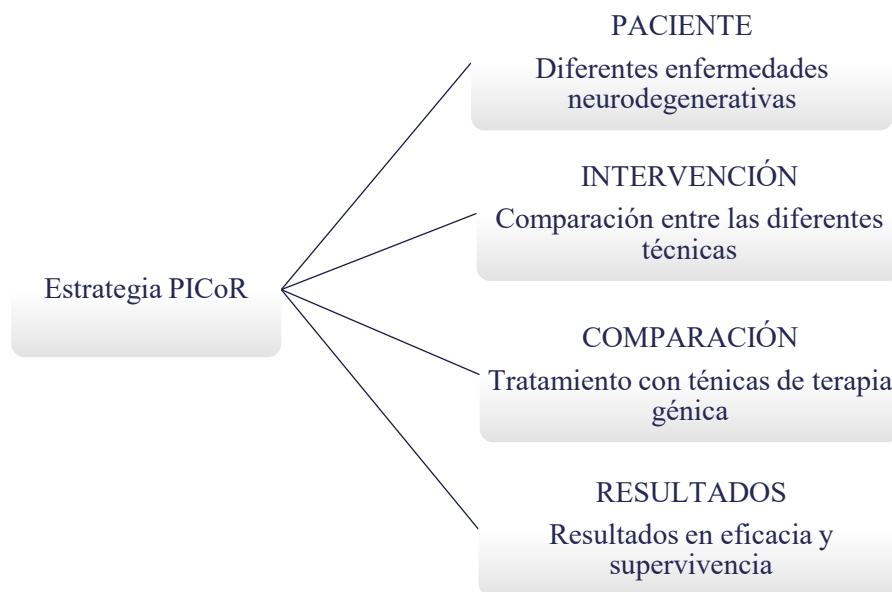 PACIENTE
Diferentes enfermedades
neurodegenerativas
INTERVENCIÓN
Comparación entre las diferentes
técnicas
Estrategia PICoR
COMPARACIÓN
Tratamiento con ténicas de terapia
génica
RESULTADOS
Resultados en eficacia y
supervivencia